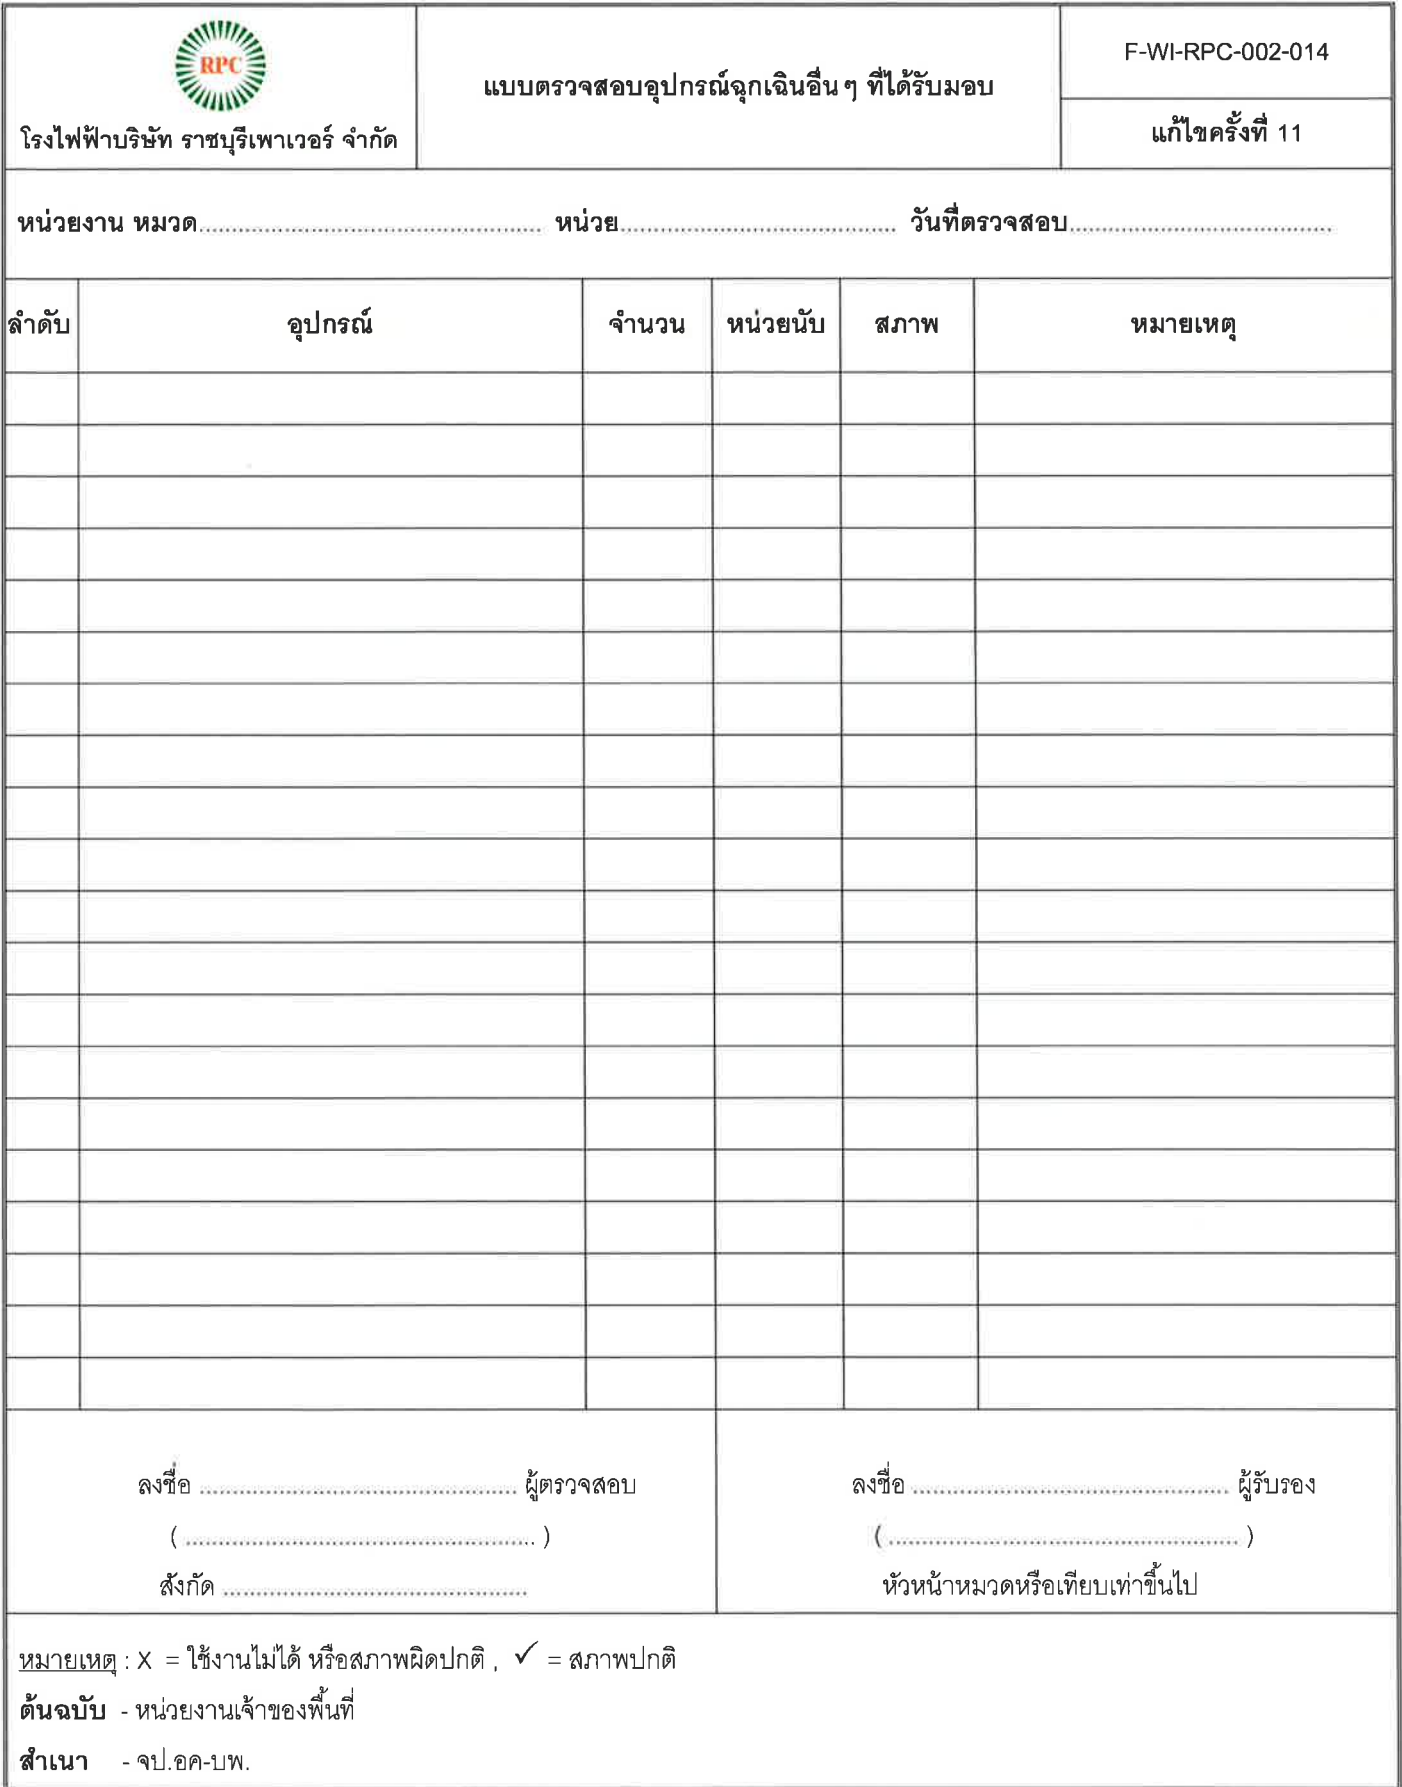 RPC
โรงไฟฟ้าบริษัท ราชบุรีเพาเวอร์ จำกัด
แบบตรวจสอบอุปกรณ์ฉุกเฉินอื่น ๆ ที่ได้รับมอบ
F-WI-RPC-002-014
แก้ไขครั้งที่ 11
หน่วยงาน หมวด.................................................... หน่วย.......................................... วันที่ตรวจสอบ........................................
ลำดับ อุปกรณ์ จำนวน หน่วยนับ สภาพ หมายเหตุ
ลงชื่อ ................................................ ผู้ตรวจสอบ
( ..................................................... )
สังกัด ..............................................
ลงชื่อ ................................................ ผู้รับรอง
( ..................................................... )
หัวหน้าหมวดหรือเทียบเท่าขึ้นไป
หมายเหตุ : X = ใช้งานไม่ได้ หรือสภาพผิดปกติ , ✓ = สภาพปกติ
ต้นฉบับ - หน่วยงานเจ้าของพื้นที่
สำเนา - จป.อค-บพ.